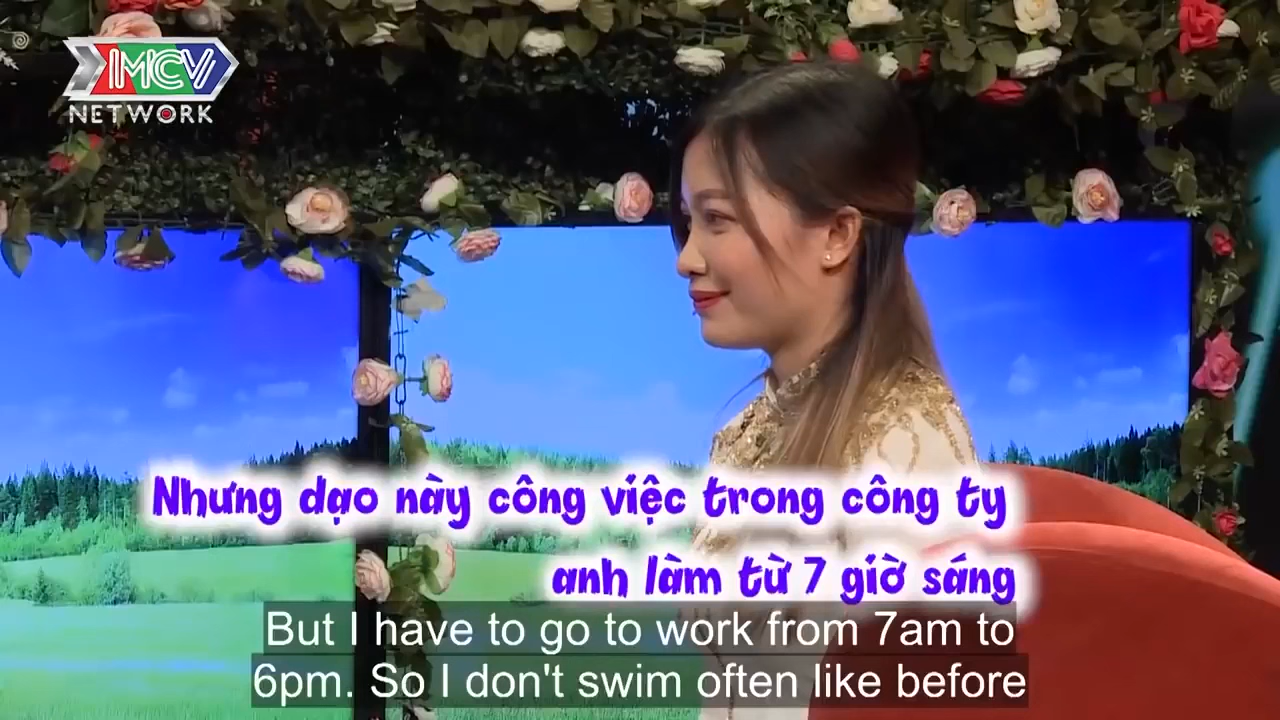 MCV
NETWORK
Nhưng dạo này công việc trong công ty
anh làm từ 7 giờ sáng
But I have to go to work from 7am to
6pm. So I don't swim often like before